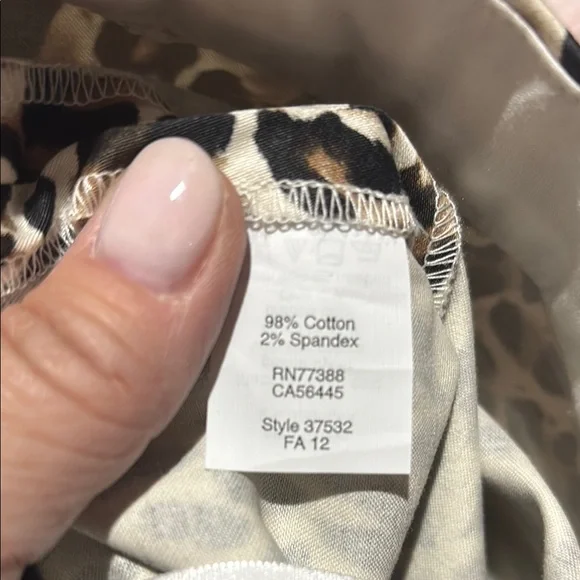 98% Cotton
2% Spandex
RN77388
CA56445
Style 37532
FA 12